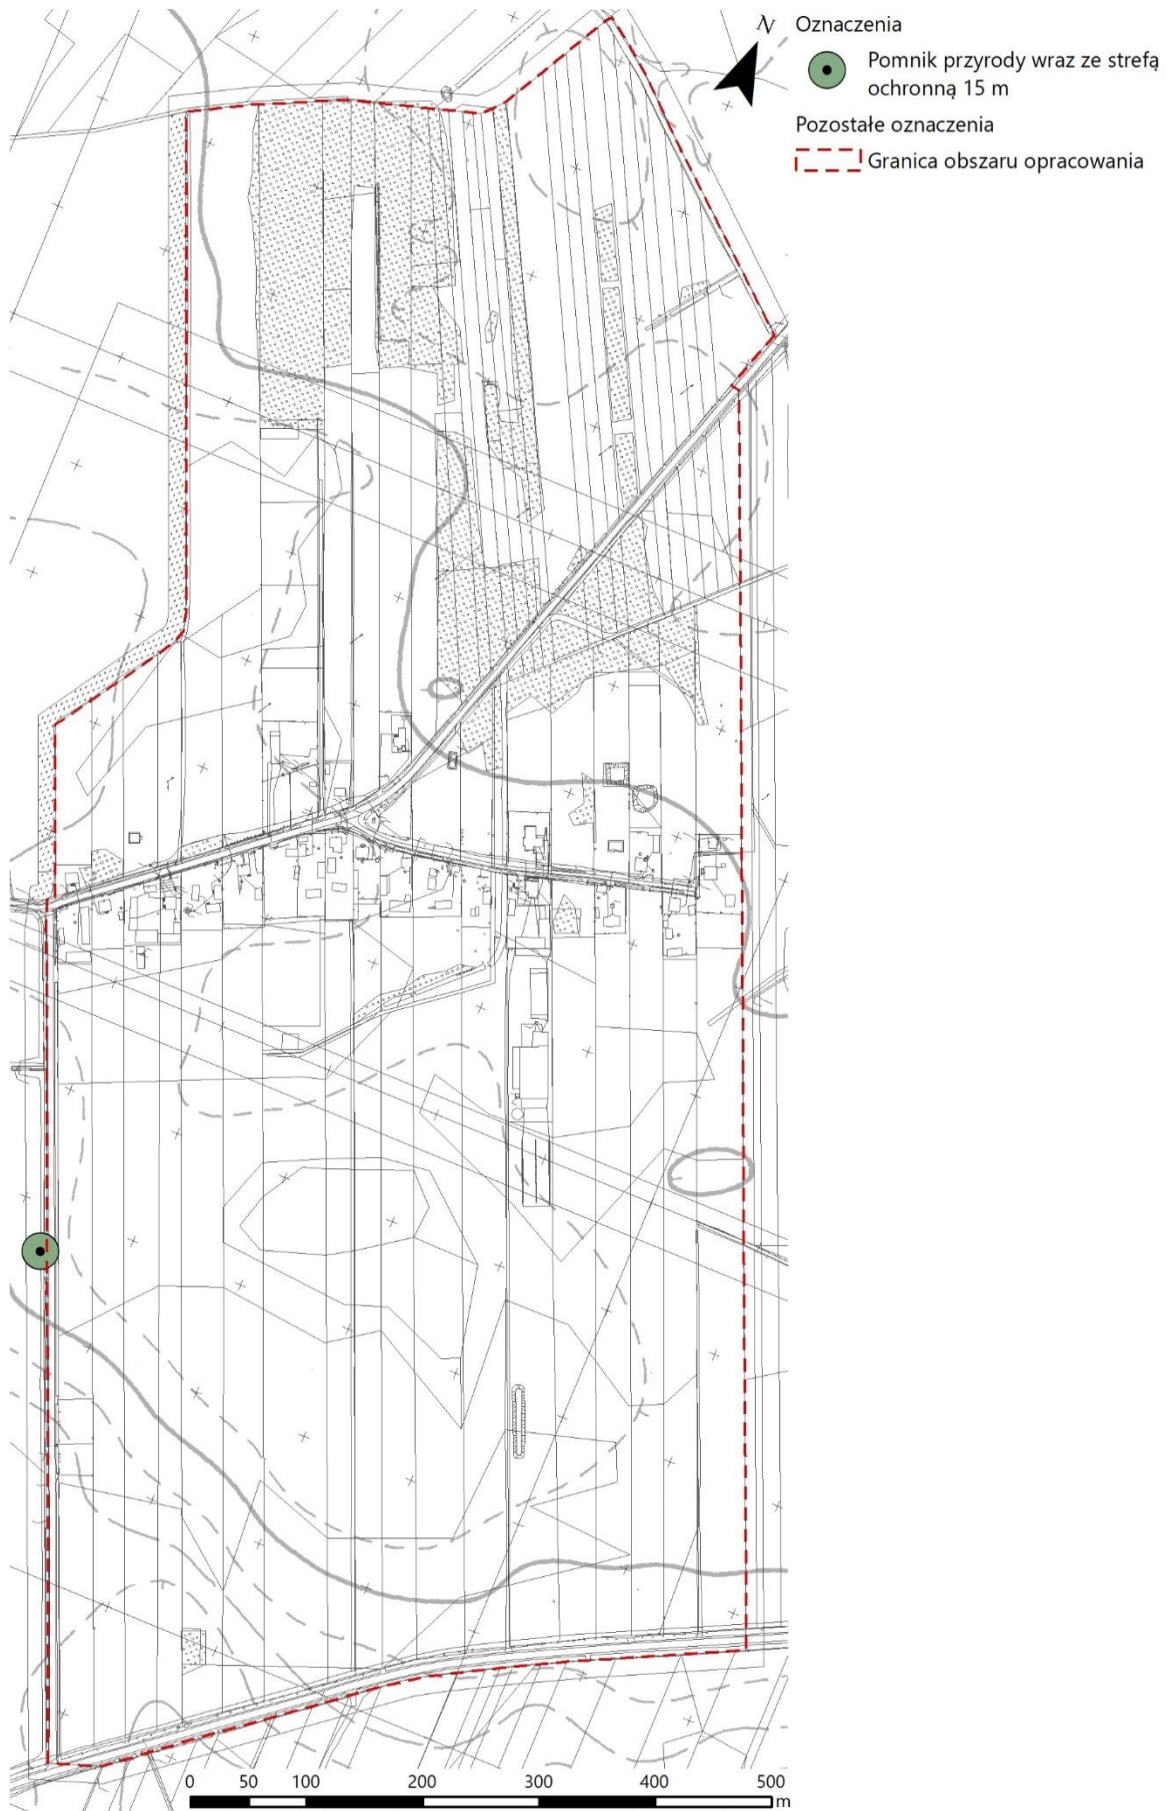 N
Oznaczenia
Pomnik przyrody wraz ze strefą
ochronną 15 m
Pozostałe oznaczenia
Granica obszaru opracowania
0 50 100 200 300 400 500
m